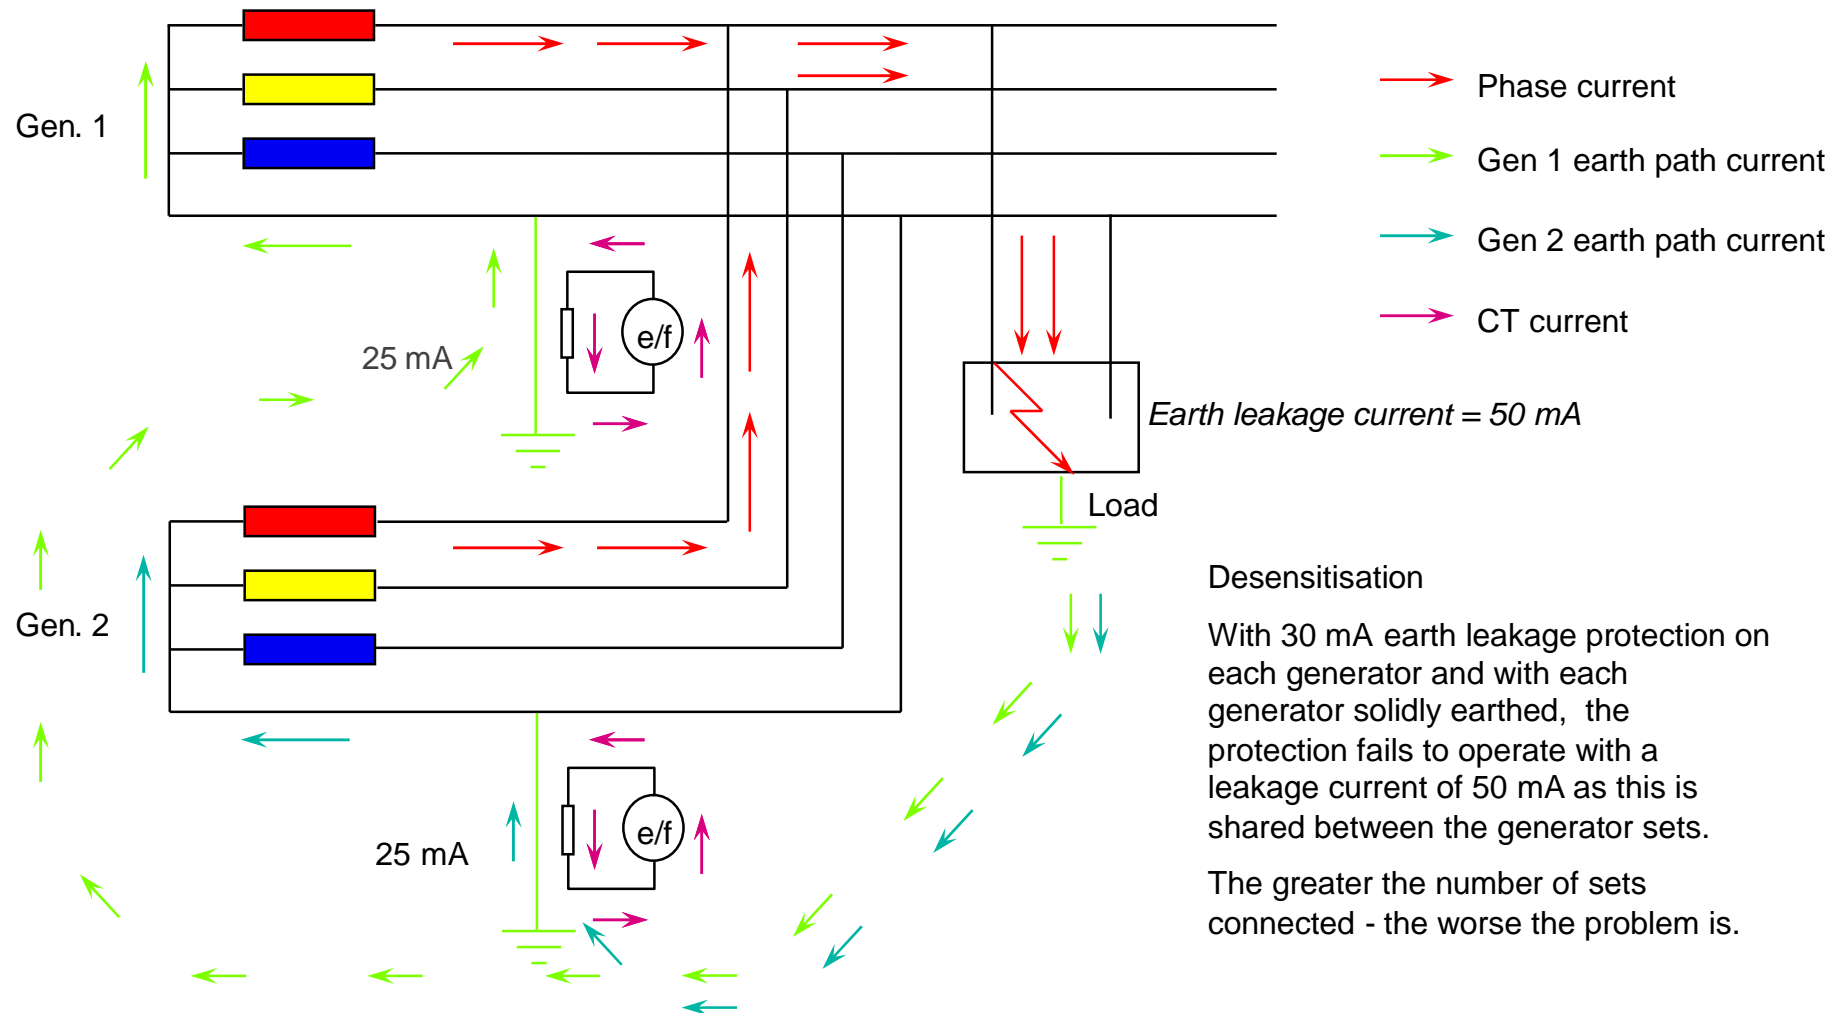 Gen. 1
Phase current
Gen 1 earth path current
Gen 2 earth path current
CT current
e/f
25 mA
Earth leakage current = 50 mA
Load
Gen. 2
e/f
25 mA
Desensitisation
With 30 mA earth leakage protection on
each generator and with each
generator solidly earthed, the
protection fails to operate with a
leakage current of 50 mA as this is
shared between the generator sets.
The greater the number of sets
connected - the worse the problem is.